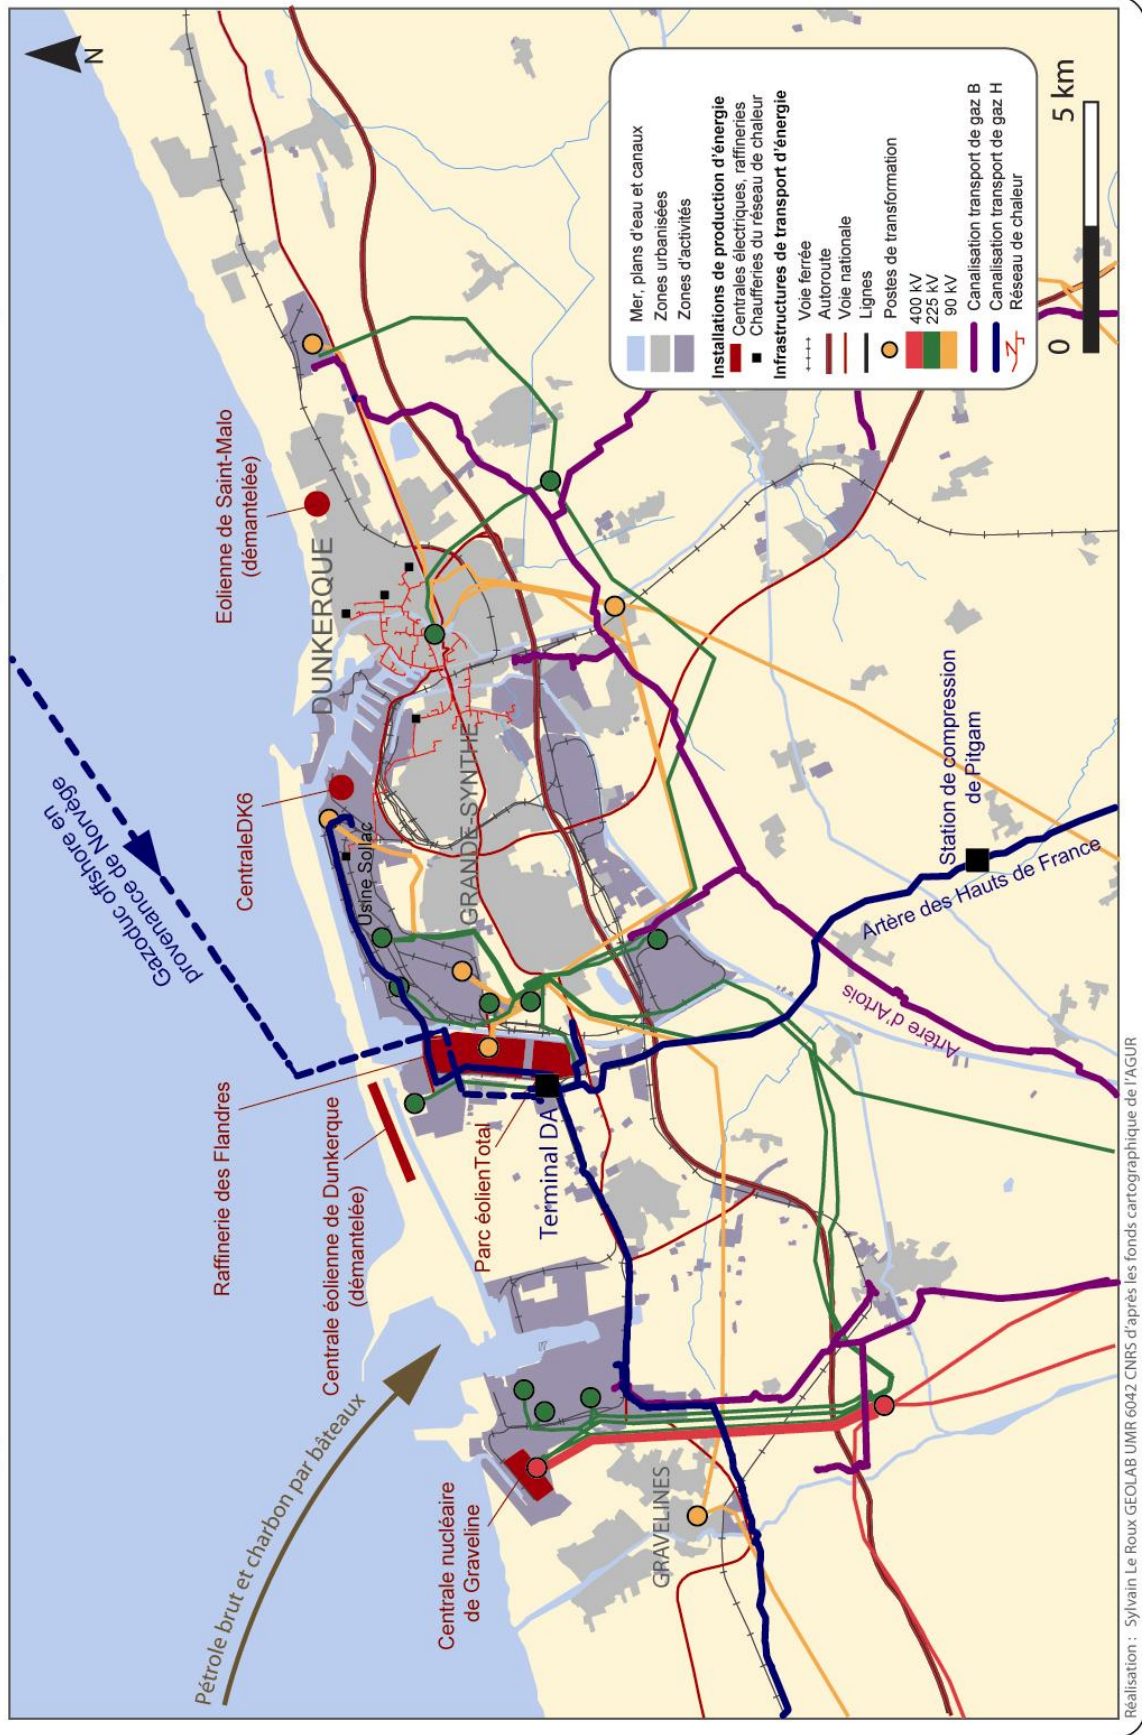 N
Pétrole brut et charbon par bâteaux
Gazoduc offshore en
provenance de Norvège
Centrale nucléaire
de Graveline
Centrale éolienne de Dunkerque
(démantelée)
Raffinerie des Flandres
CentraleDK6
Eolienne de Saint-Malo
(démantelée)
DUNKERQUE
Usine Sollac
GRANDE-SYNTHE
Parc éolienTotal
Terminal DA
GRAVELINES
Artère d'Artois
Artère des Hauts de France
Station de compression
de Pitgam
Mer, plans d'eau et canaux
Zones urbanisées
Zones d'activités
Installations de production d'énergie
Centrales électriques, raffineries
Chaufferies du réseau de chaleur
Infrastructures de transport d'énergie
Voie ferrée
Autoroute
Voie nationale
Lignes
Postes de transformation
400 kV
225 kV
90 kV
Canalisation transport de gaz B
Canalisation transport de gaz H
Réseau de chaleur
0 5 km
Réalisation : Sylvain Le Roux GEOLAB UMR 6042 CNRS d'après les fonds cartographique de l'AGUR